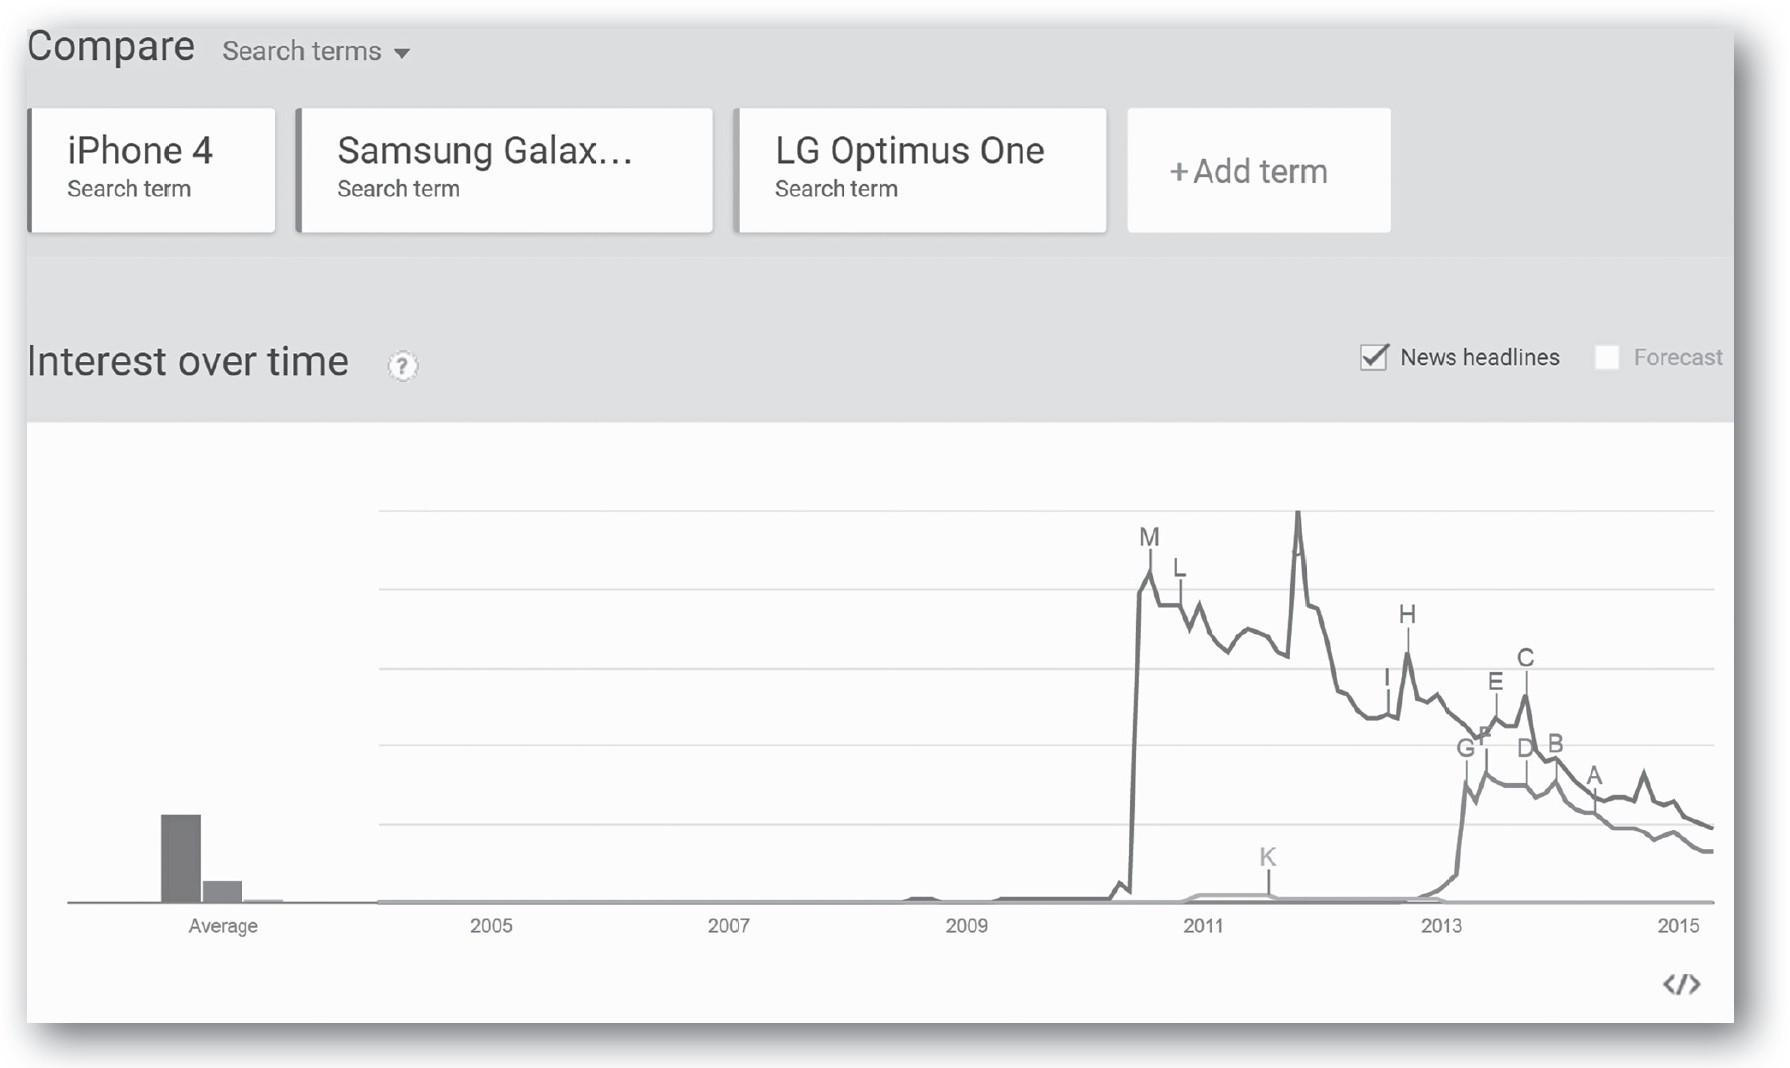 Compare Search terms
iPhone 4 Samsung Galax... LG Optimus One
Search term Search term Search term
+Add term
Interest over time ? News headlines Forecast
M
L
J
H
I
C
E
F
G D B
A
K
Average 2005 2007 2009 2011 2013 2015
</>